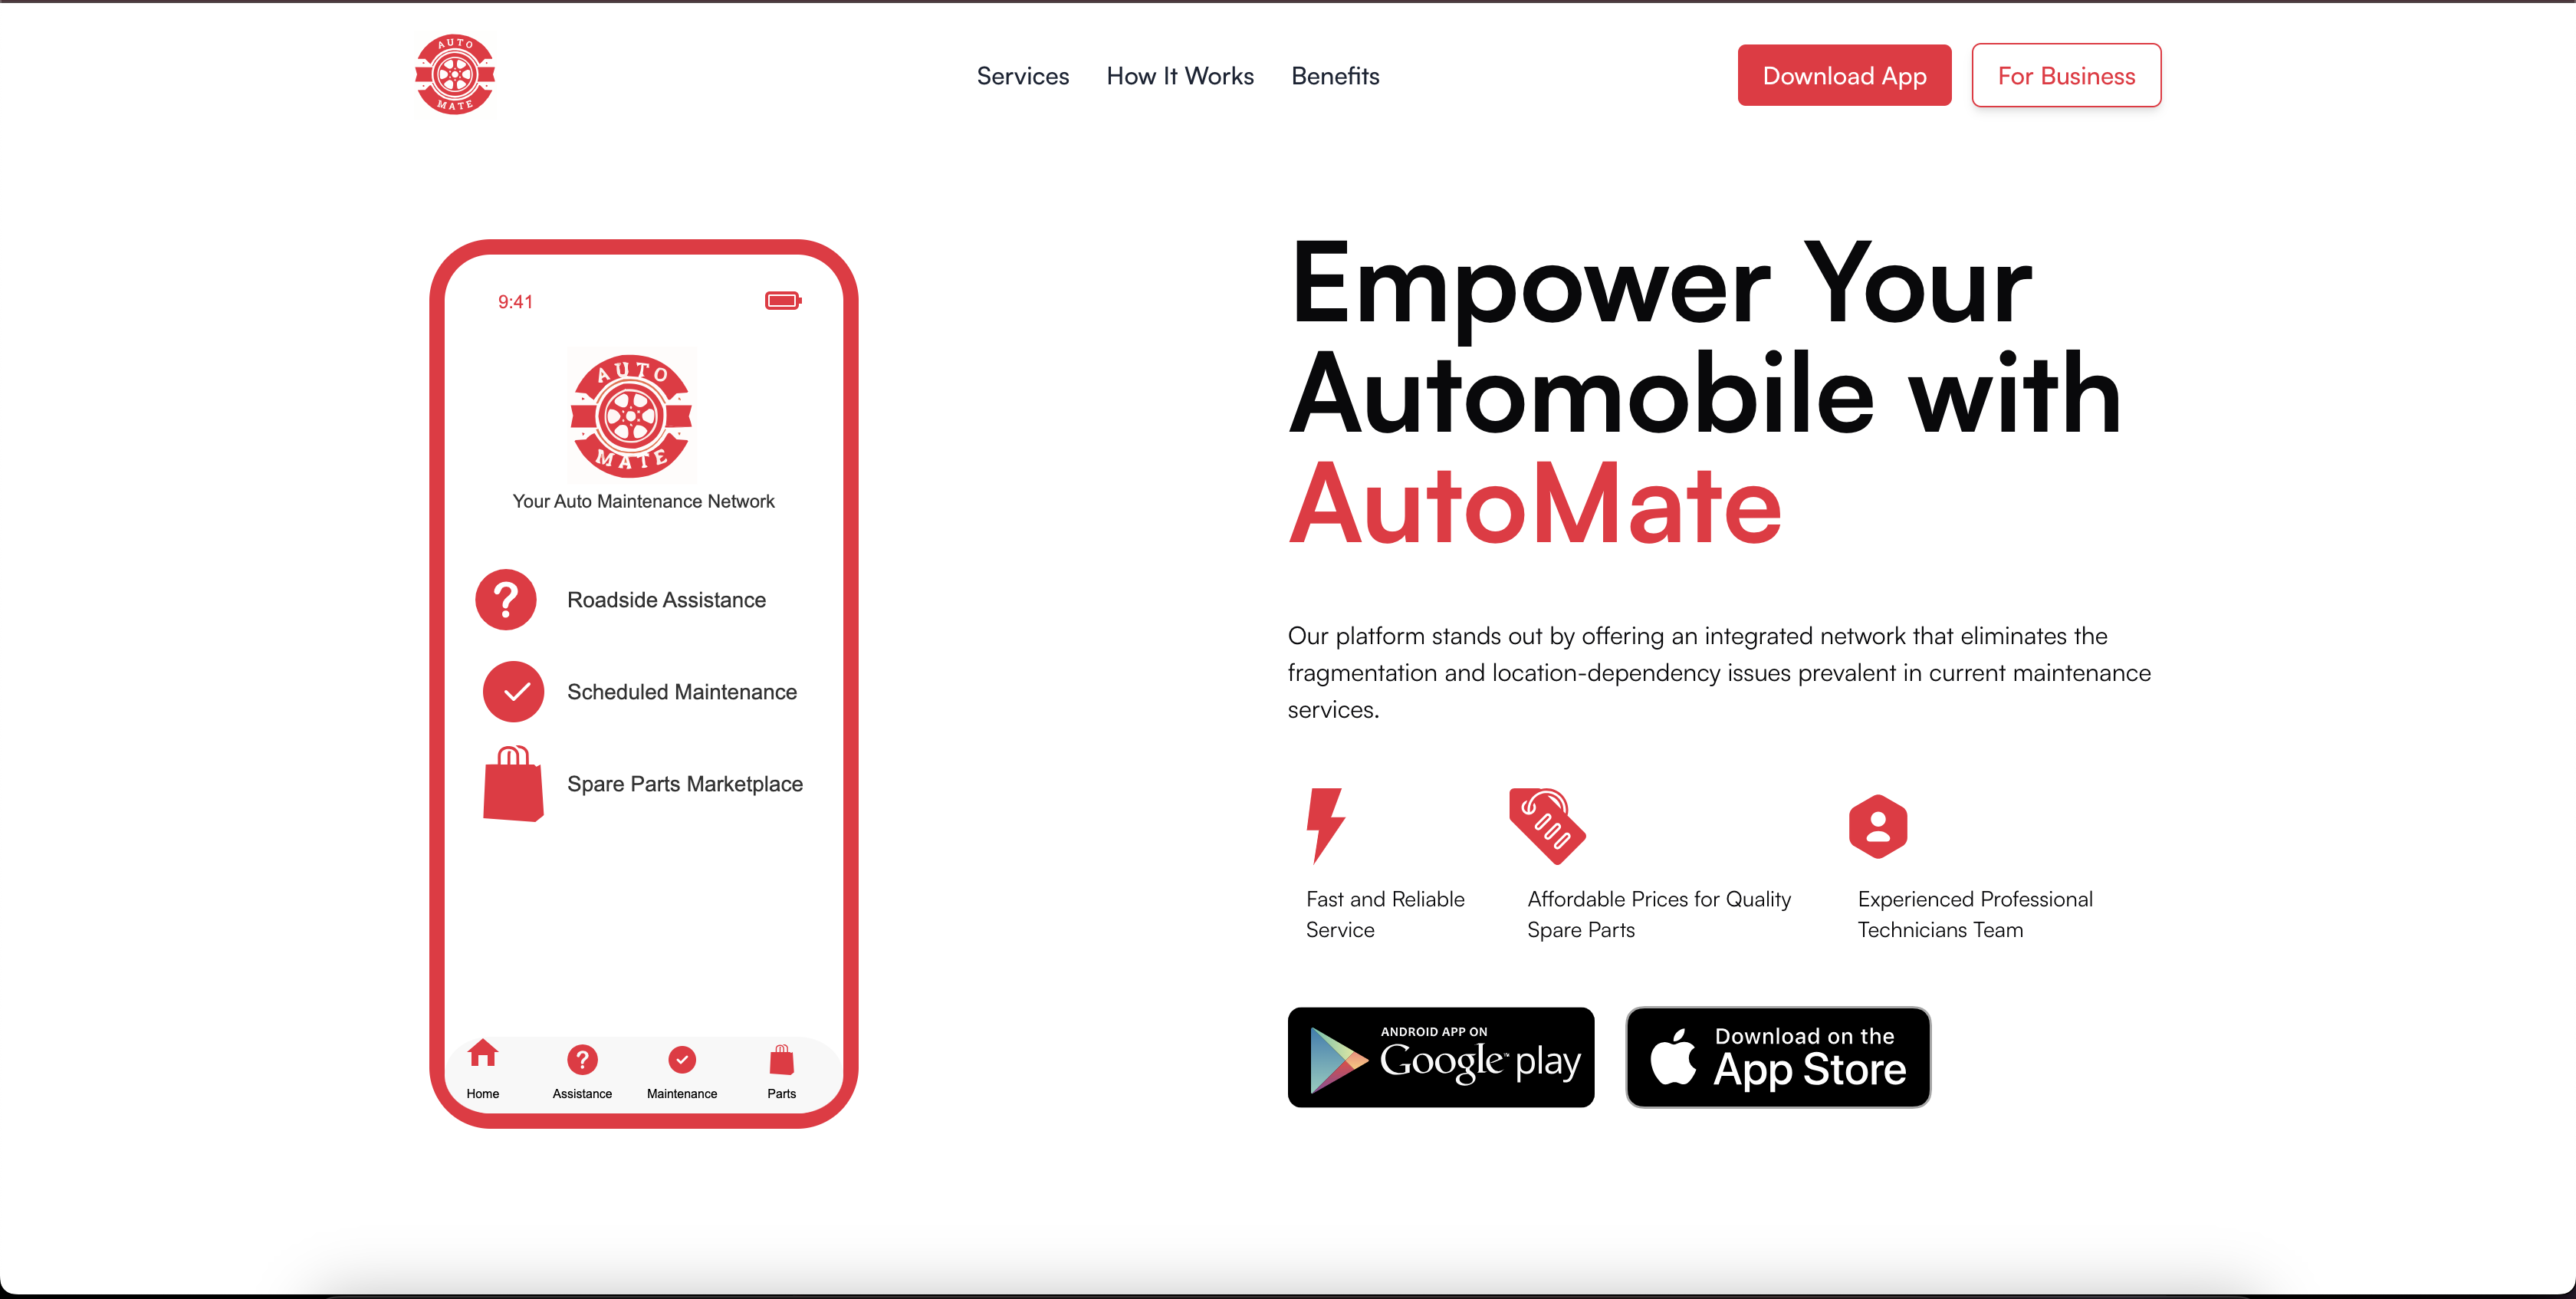 AUTO
MATE
Services
How It Works
Benefits
Download App
For Business
9:41
AUTO
MATE
Your Auto Maintenance Network
Roadside Assistance
Scheduled Maintenance
Spare Parts Marketplace
Home
Assistance
Maintenance
Parts
Empower Your
Automobile with
AutoMate
Our platform stands out by offering an integrated network that eliminates the
fragmentation and location-dependency issues prevalent in current maintenance
services.
Fast and Reliable
Service
Affordable Prices for Quality
Spare Parts
Experienced Professional
Technicians Team
ANDROID APP ON
Google play
Download on the
App Store